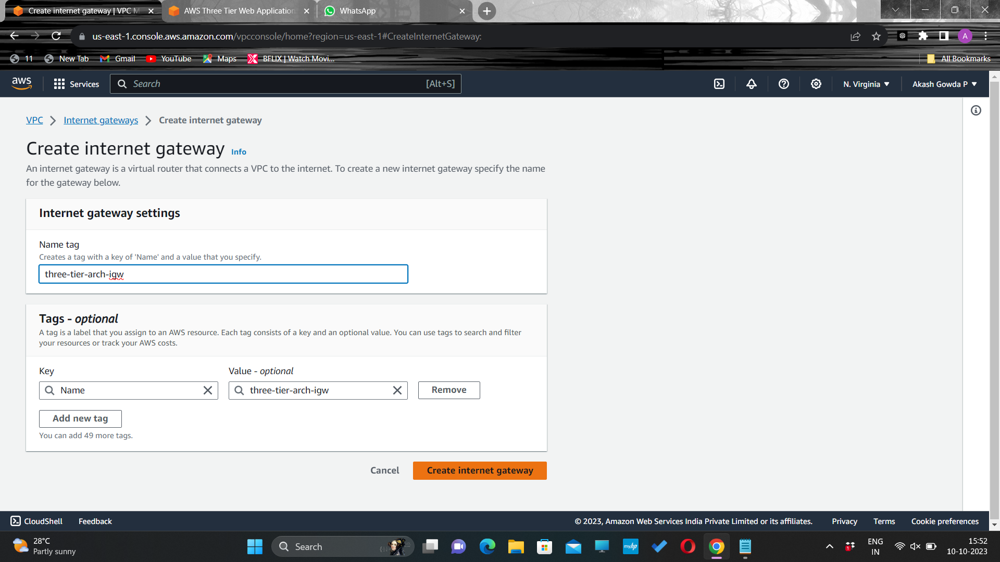 Create internet gateway | VPC M
AWS Three Tier Web Application
WhatsApp
us-east-1.console.aws.amazon.com/vpcconsole/home?region=us-east-1#CreateInternetGateway:
A
11
New Tab
Gmail
YouTube
Maps
BFLIX | Watch Movi...
All Bookmarks
aws
Services
Search
[Alt+S]
N. Virginia
Akash Gowda P
VPC
Internet gateways
Create internet gateway
Create internet gateway Info
An internet gateway is a virtual router that connects a VPC to the internet. To create a new internet gateway specify the name
for the gateway below.
Internet gateway settings
Name tag
Creates a tag with a key of 'Name' and a value that you specify.
three-tier-arch-igw
Tags - optional
A tag is a label that you assign to an AWS resource. Each tag consists of a key and an optional value. You can use tags to search and filter
your resources or track your AWS costs.
Key
Value - optional
Name
three-tier-arch-igw
Remove
Add new tag
You can add 49 more tags.
Cancel
Create internet gateway
CloudShell
Feedback
© 2023, Amazon Web Services India Private Limited or its affiliates.
Privacy
Terms
Cookie preferences
28°C
Partly sunny
Search
myhp
1
ENG
IN
15:52
10-10-2023